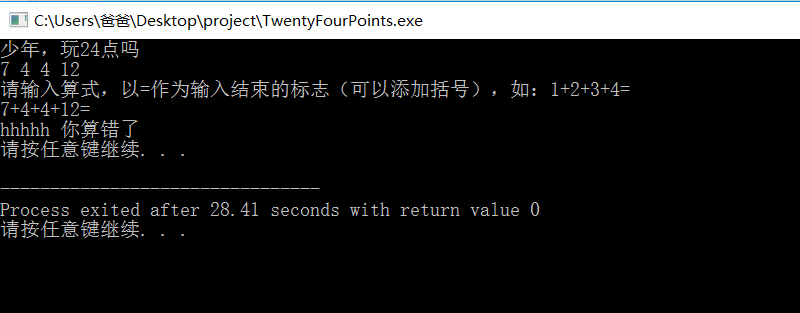 C:\Users\爸爸\Desktop\project\TwentyFourPoints.exe
少年，玩24点吗
7 4 4 12
请输入算式，以=作为输入结束的标志（可以添加括号），如：1+2+3+4=
7+4+4+12=
hhhhh 你算错了
请按任意键继续. . .
--------------------------------
Process exited after 28.41 seconds with return value 0
请按任意键继续. . .